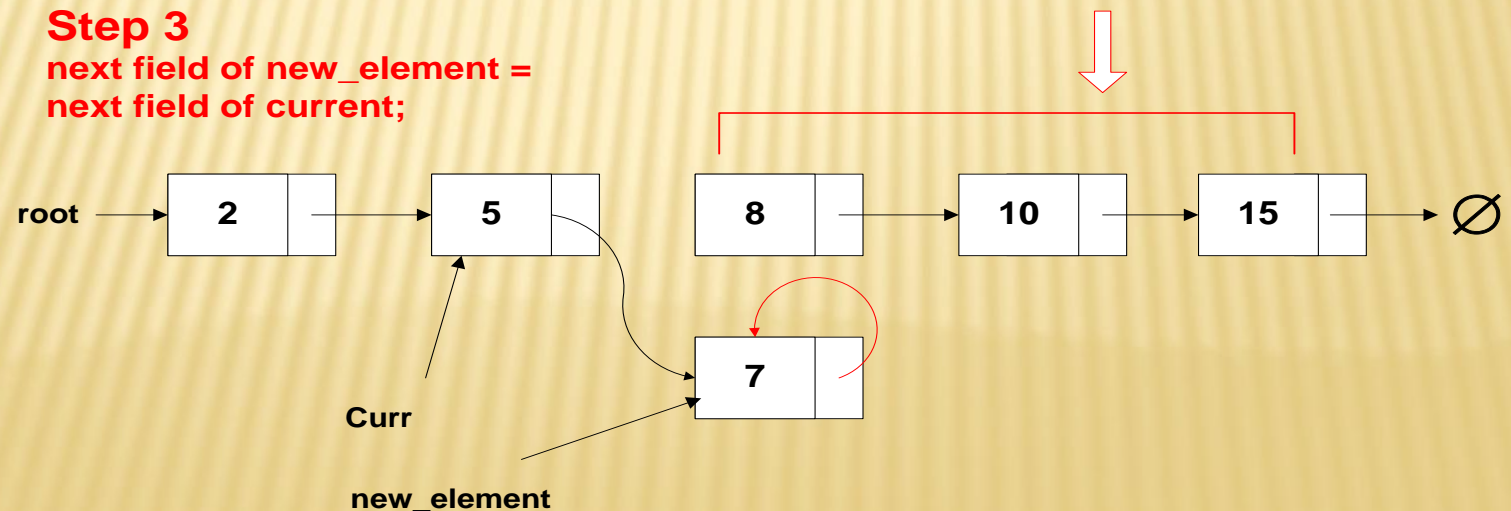 Step 3
next field of new_element =
next field of current;
root 2 5 8 10 15 ∅
7
Curr
new_element